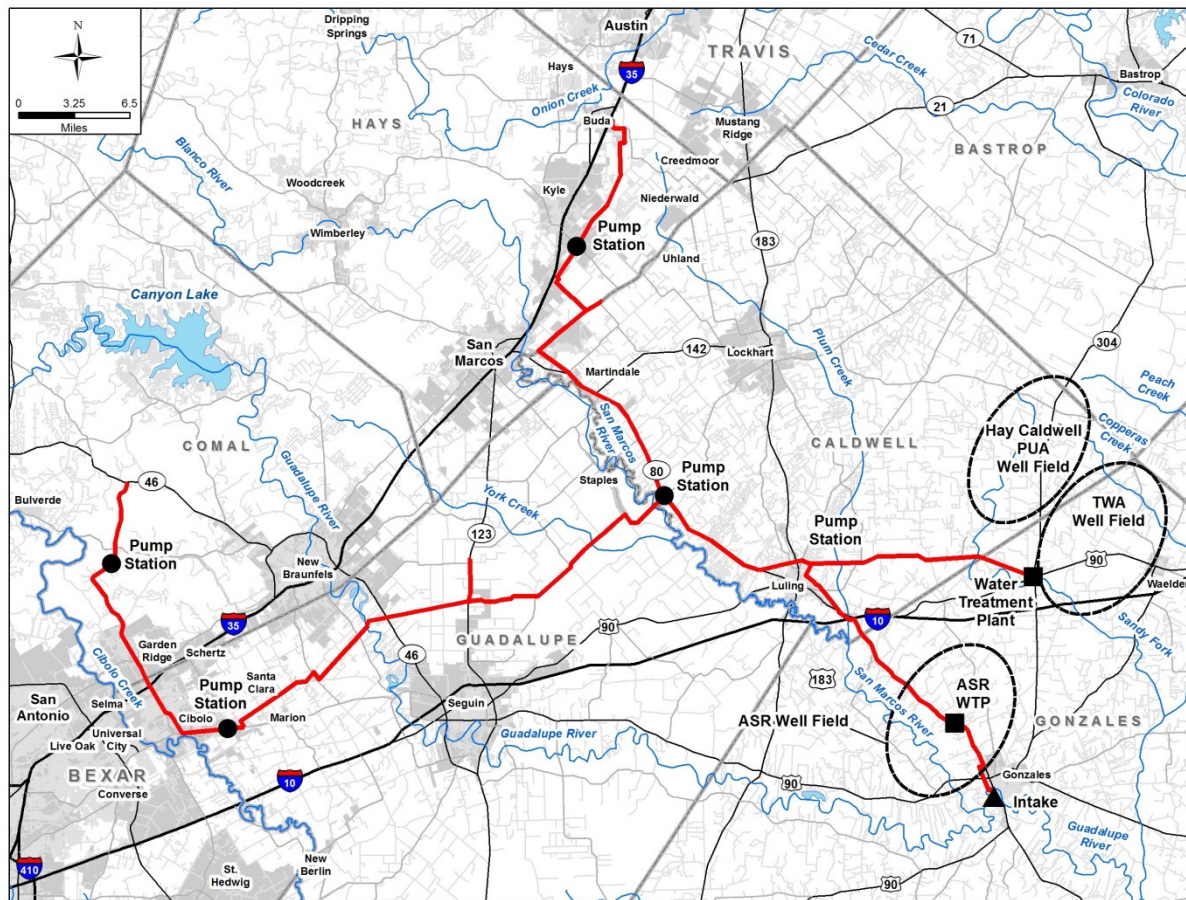 N
0 3.25 6.5
Miles
Dripping
Springs
Austin
Hays
35
TRAVIS
Cedar Creek
71
Bastrop
Colorado
River
Onion Creek
21
HAYS
Buda
Mustang
Ridge
Creedmoor
BASTROP
Blanco River
Woodcreek
Kyle
Niederwald
Wimberley
Pump
Station
183
Uhland
Canyon Lake
San
Marcos
142
Lockhart
304
Martindale
Plum Creek
Peach
Creek
Copperas
Creek
COMAL
San Marcos
River
CALDWELL
Hay Caldwell
PUA
Well Field
Guadalupe River
80
Pump
Station
Staples
TWA
Well Field
46
Bulverde
York Creek
Pump
Station
123
90
Pump
Station
New
Braunfels
Luling
Water
Treatment
Plant
Waelder
35
10
Sandy Fork
Garden
Ridge
Schertz
GUADALUPE
90
46
Cibolo Creek
Santa
Clara
Pump
Station
183
San Marcos River
ASR
WTP
San
Antonio
Selma
Cibolo
Marion
Seguin
ASR Well Field
GONZALES
Universal
City
Live Oak
Guadalupe River
BEXAR
10
90
Gonzales
Converse
Intake
Guadalupe
River
410
St.
Hedwig
New
Berlin
90